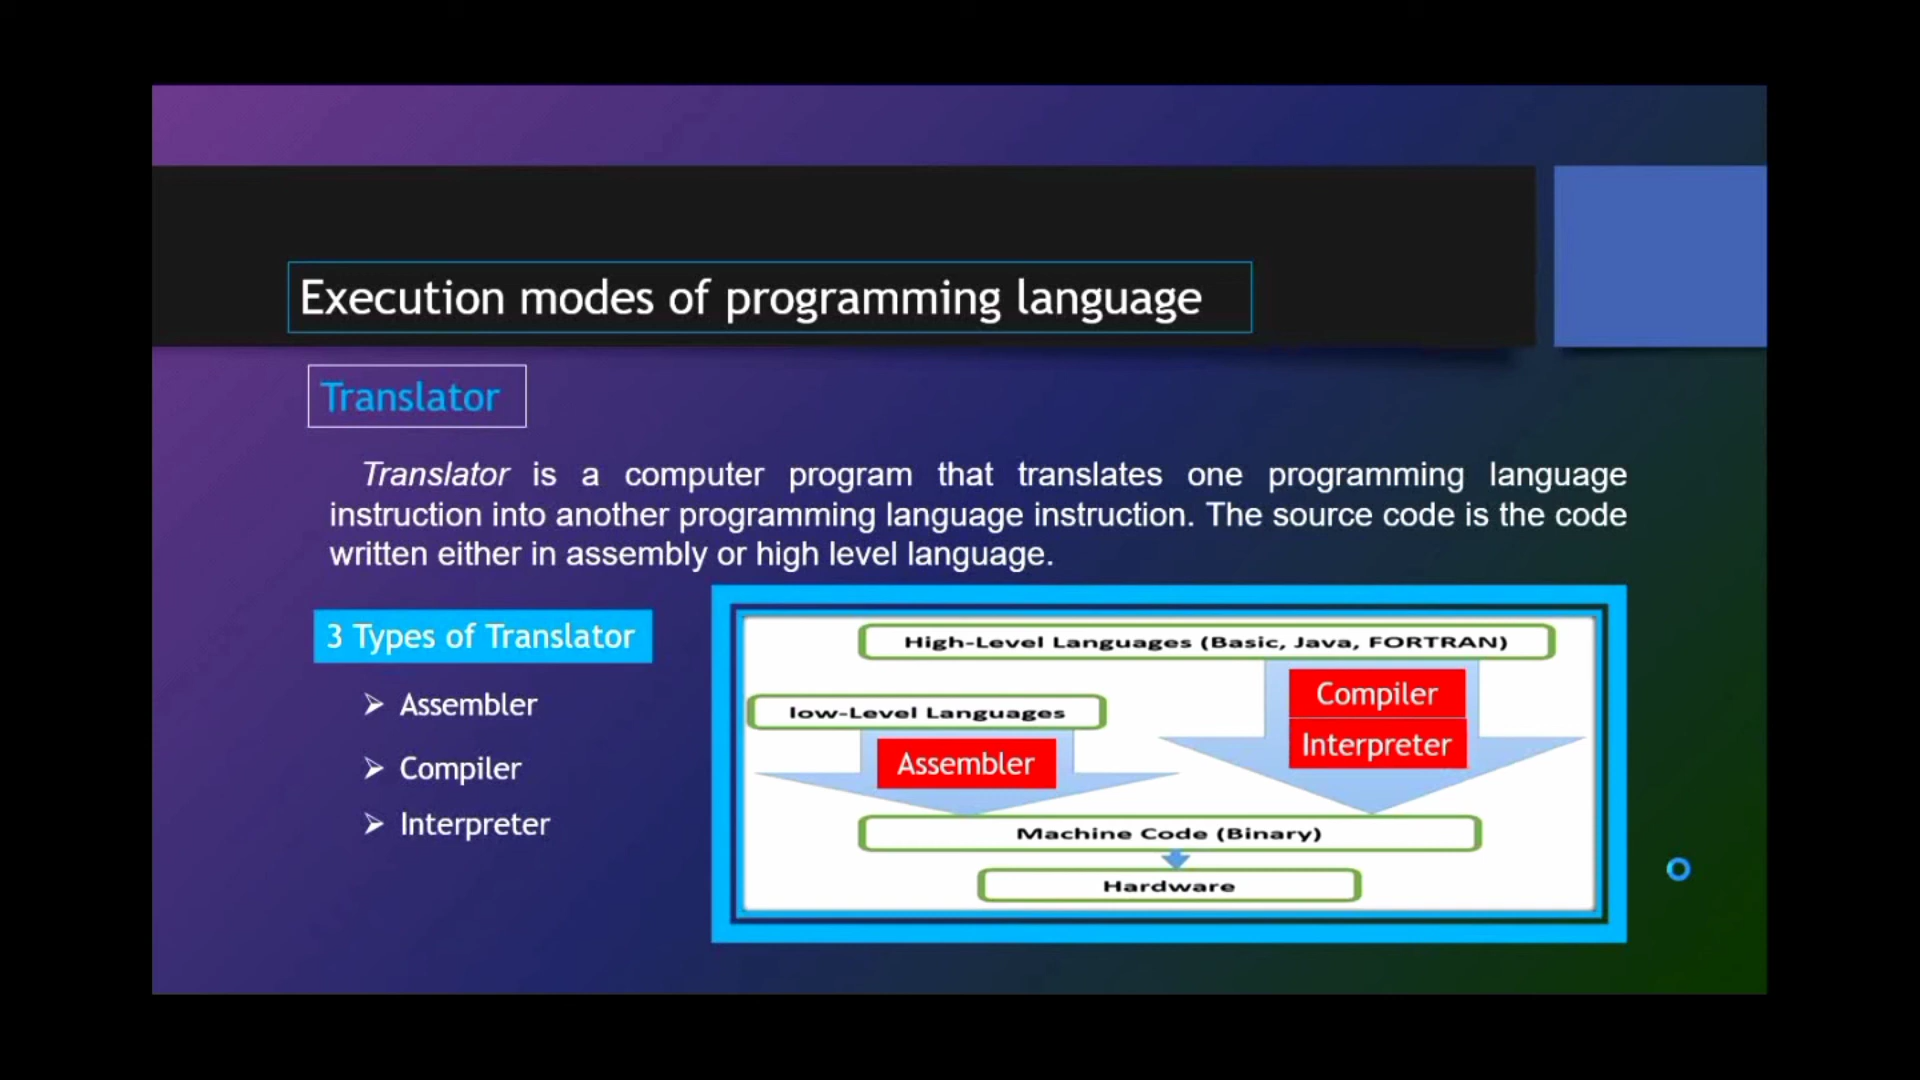 Execution modes of programming language
Translator
Translator is a computer program that translates one programming language
instruction into another programming language instruction. The source code is the code
written either in assembly or high level language.
3 Types of Translator
➢ Assembler
➢ Compiler
➢ Interpreter
High-Level Languages (Basic, Java, FORTRAN)
Compiler
Interpreter
low-Level Languages
Assembler
Machine Code (Binary)
Hardware